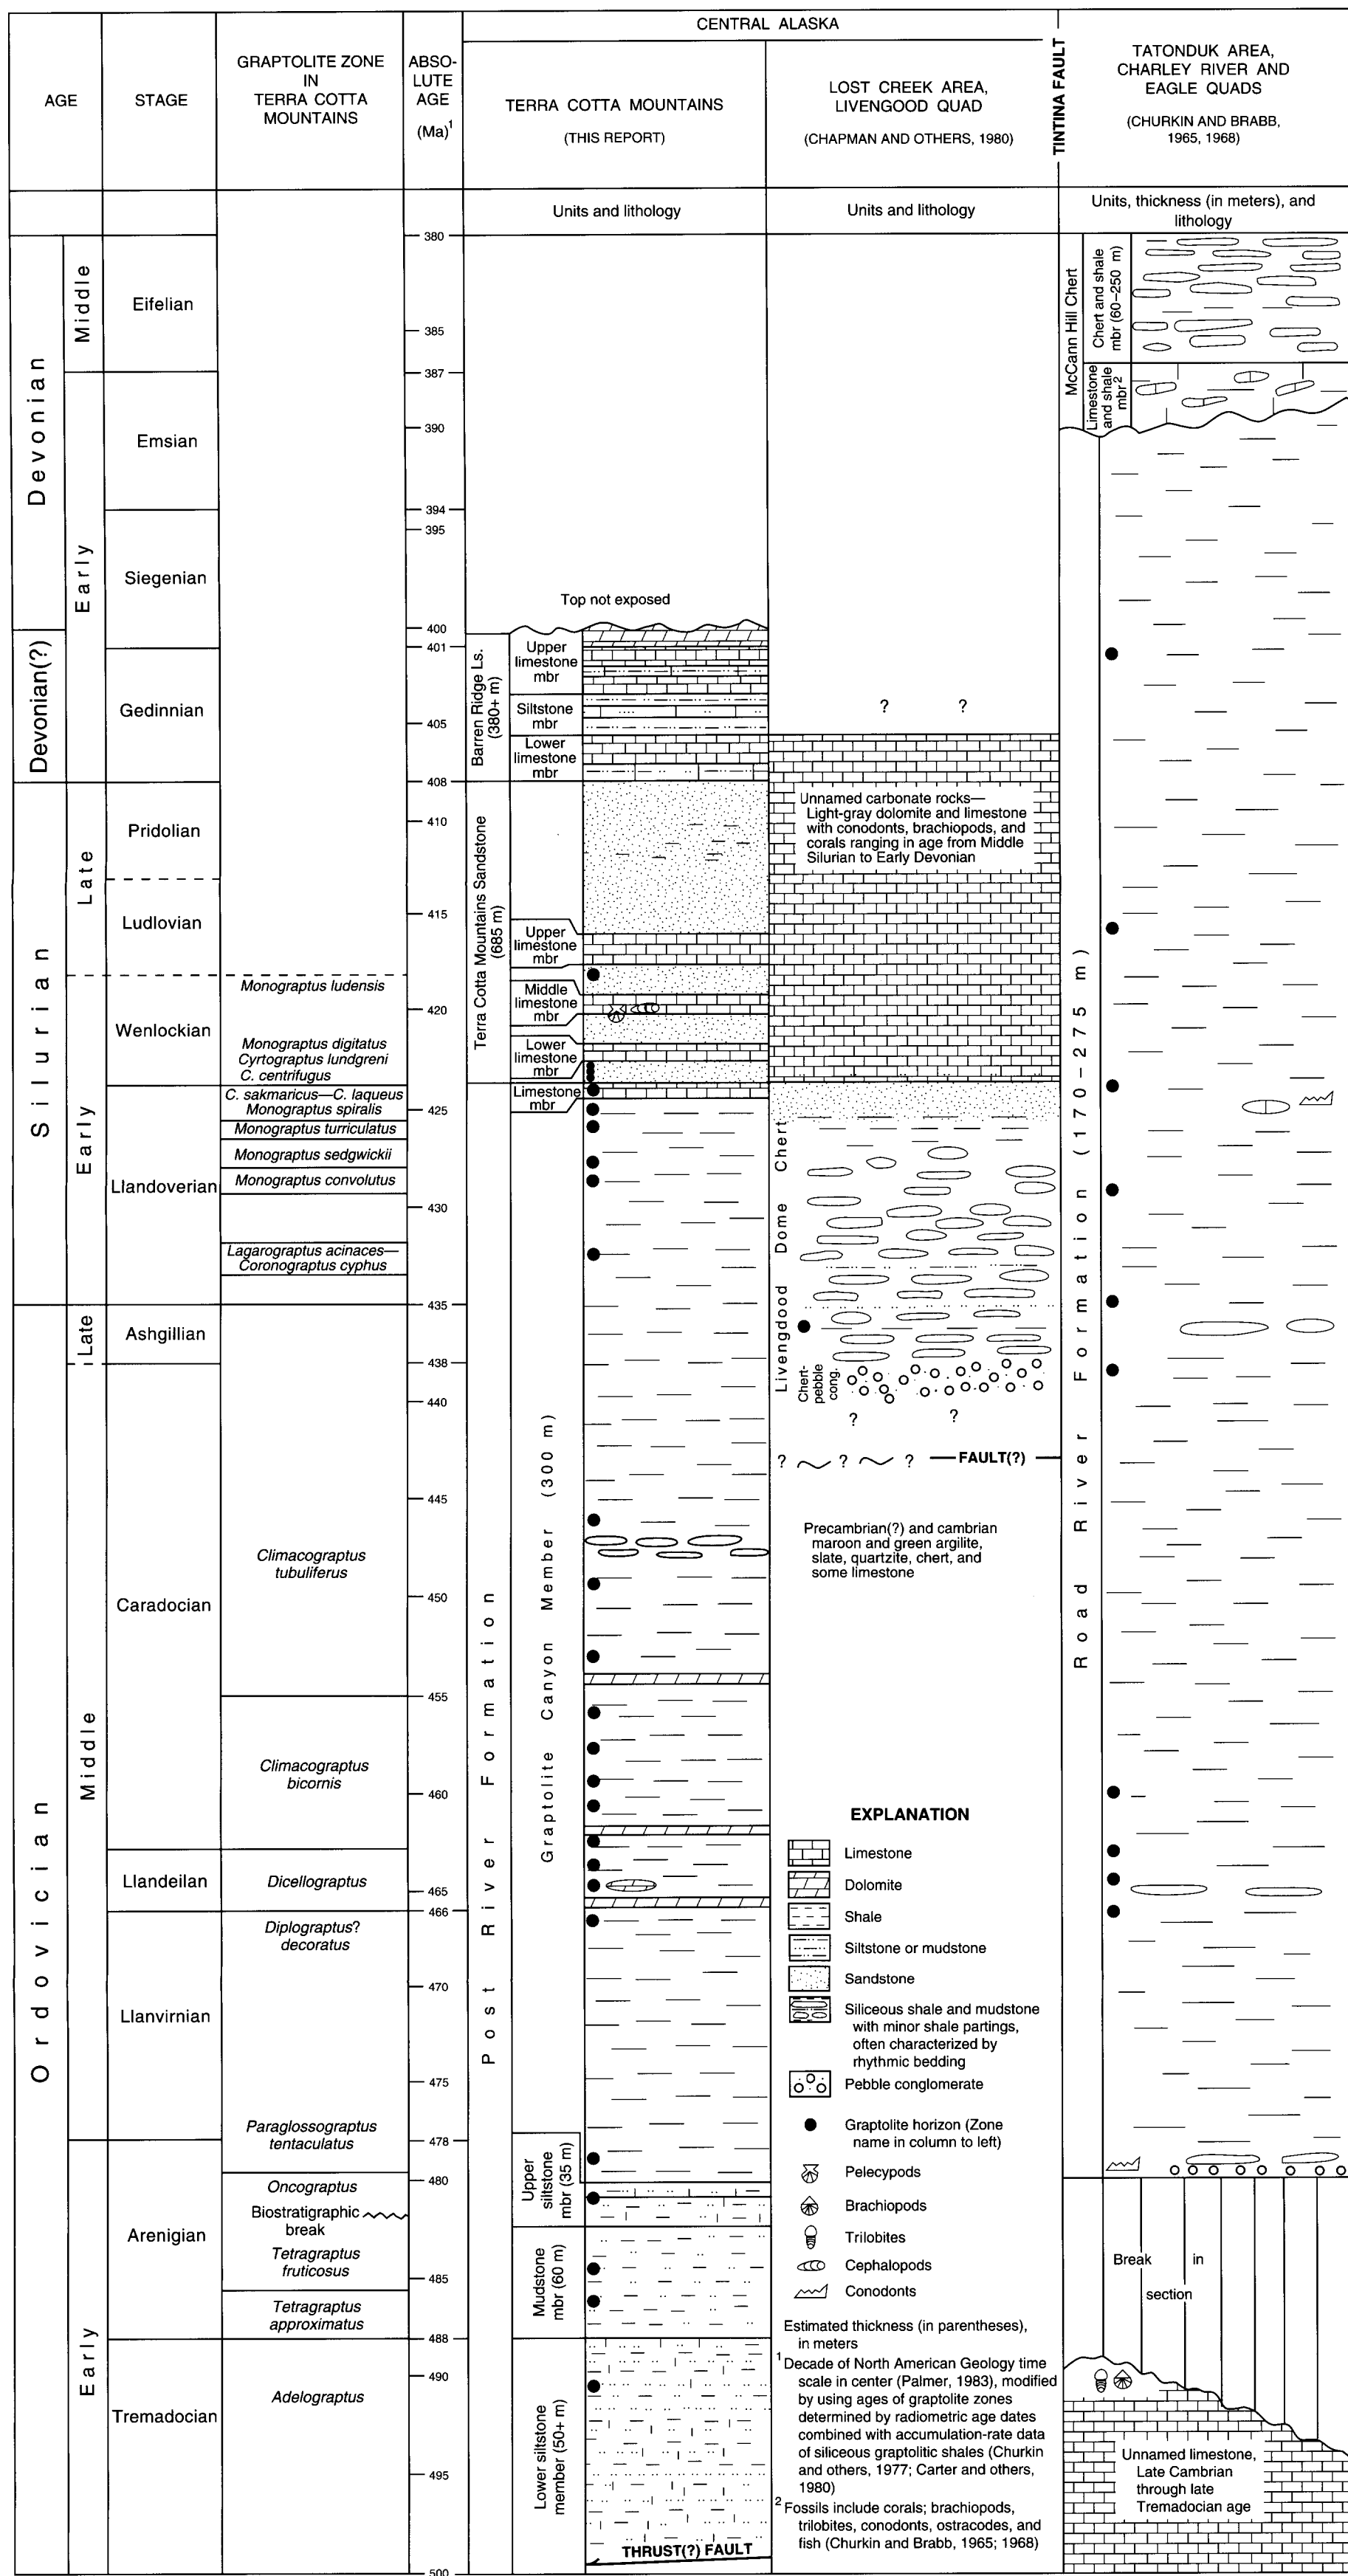 AGE
STAGE
GRAPTOLITE ZONE
IN
TERRA COTTA
MOUNTAINS
ABSO-
LUTE
AGE
(Ma)1
CENTRAL ALASKA
TERRA COTTA MOUNTAINS
(THIS REPORT)
LOST CREEK AREA,
LIVENGOOD QUAD
(CHAPMAN AND OTHERS, 1980)
TINTINA FAULT
TATONDUK AREA,
CHARLEY RIVER AND
EAGLE QUADS
(CHURKIN AND BRABB,
1965, 1968)
Units and lithology
Units and lithology
Units, thickness (in meters), and
lithology
Devonian
Devonian(?)
Silurian
Ordovician
Middle
Early
Late
Early
Late
Middle
Early
Eifelian
Emsian
Siegenian
Gedinnian
Pridolian
Ludlovian
Wenlockian
Llandoverian
Ashgillian
Caradocian
Llandeilan
Llanvirnian
Arenigian
Tremadocian
Monograptus ludensis
Monograptus digitatus
Cyrtograptus lundgreni
C. centrifugus
C. sakmaricus—C. laqueus
Monograptus spiralis
Monograptus turriculatus
Monograptus sedgwickii
Monograptus convolutus
Lagarograptus acinaces—
Coronograptus cyphus
Climacograptus
tubuliferus
Climacograptus
bicornis
Dicellograptus
Diplograptus?
decoratus
Paraglossograptus
tentaculatus
Oncograptus
Biostratigraphic
break
Tetragraptus
fruticosus
Tetragraptus
approximatus
Adelograptus
380
385
387
390
394
395
400
401
405
408
410
415
420
425
430
435
438
440
445
450
455
460
465
466
470
475
478
480
485
488
490
495
500
Top not exposed
Barren Ridge Ls.
(380+ m)
Upper
limestone
mbr
Siltstone
mbr
Lower
limestone
mbr
Terra Cotta Mountains Sandstone
(685 m)
Upper
limestone
mbr
Middle
limestone
mbr
Lower
limestone
mbr
Limestone
mbr
Post River Formation
Graptolite Canyon Member (300 m)
Upper
siltstone
mbr (35 m)
Mudstone
mbr (60 m)
Lower siltstone
member (50+ m)
THRUST(?) FAULT
? ?
Unnamed carbonate rocks—
Light-gray dolomite and limestone
with conodonts, brachiopods, and
corals ranging in age from Middle
Silurian to Early Devonian
Livengdood Dome Chert
Chert-
pebble
cong.
? ?
? ? ? FAULT(?)
Precambrian(?) and cambrian
maroon and green argilite,
slate, quartzite, chert, and
some limestone
EXPLANATION
Limestone
Dolomite
Shale
Siltstone or mudstone
Sandstone
Siliceous shale and mudstone
with minor shale partings,
often characterized by
rhythmic bedding
Pebble conglomerate
Graptolite horizon (Zone
name in column to left)
Pelecypods
Brachiopods
Trilobites
Cephalopods
Conodonts
Estimated thickness (in parentheses),
in meters
1 Decade of North American Geology time
scale in center (Palmer, 1983), modified
by using ages of graptolite zones
determined by radiometric age dates
combined with accumulation-rate data
of siliceous graptolitic shales (Churkin
and others, 1977; Carter and others,
1980)
2 Fossils include corals; brachiopods,
trilobites, conodonts, ostracodes, and
fish (Churkin and Brabb, 1965; 1968)
McCann Hill Chert
Chert and shale
mbr (60–250 m)
Limestone
and shale
mbr 2
Road River Formation (170–275 m)
Break in
section
Unnamed limestone,
Late Cambrian
through late
Tremadocian age